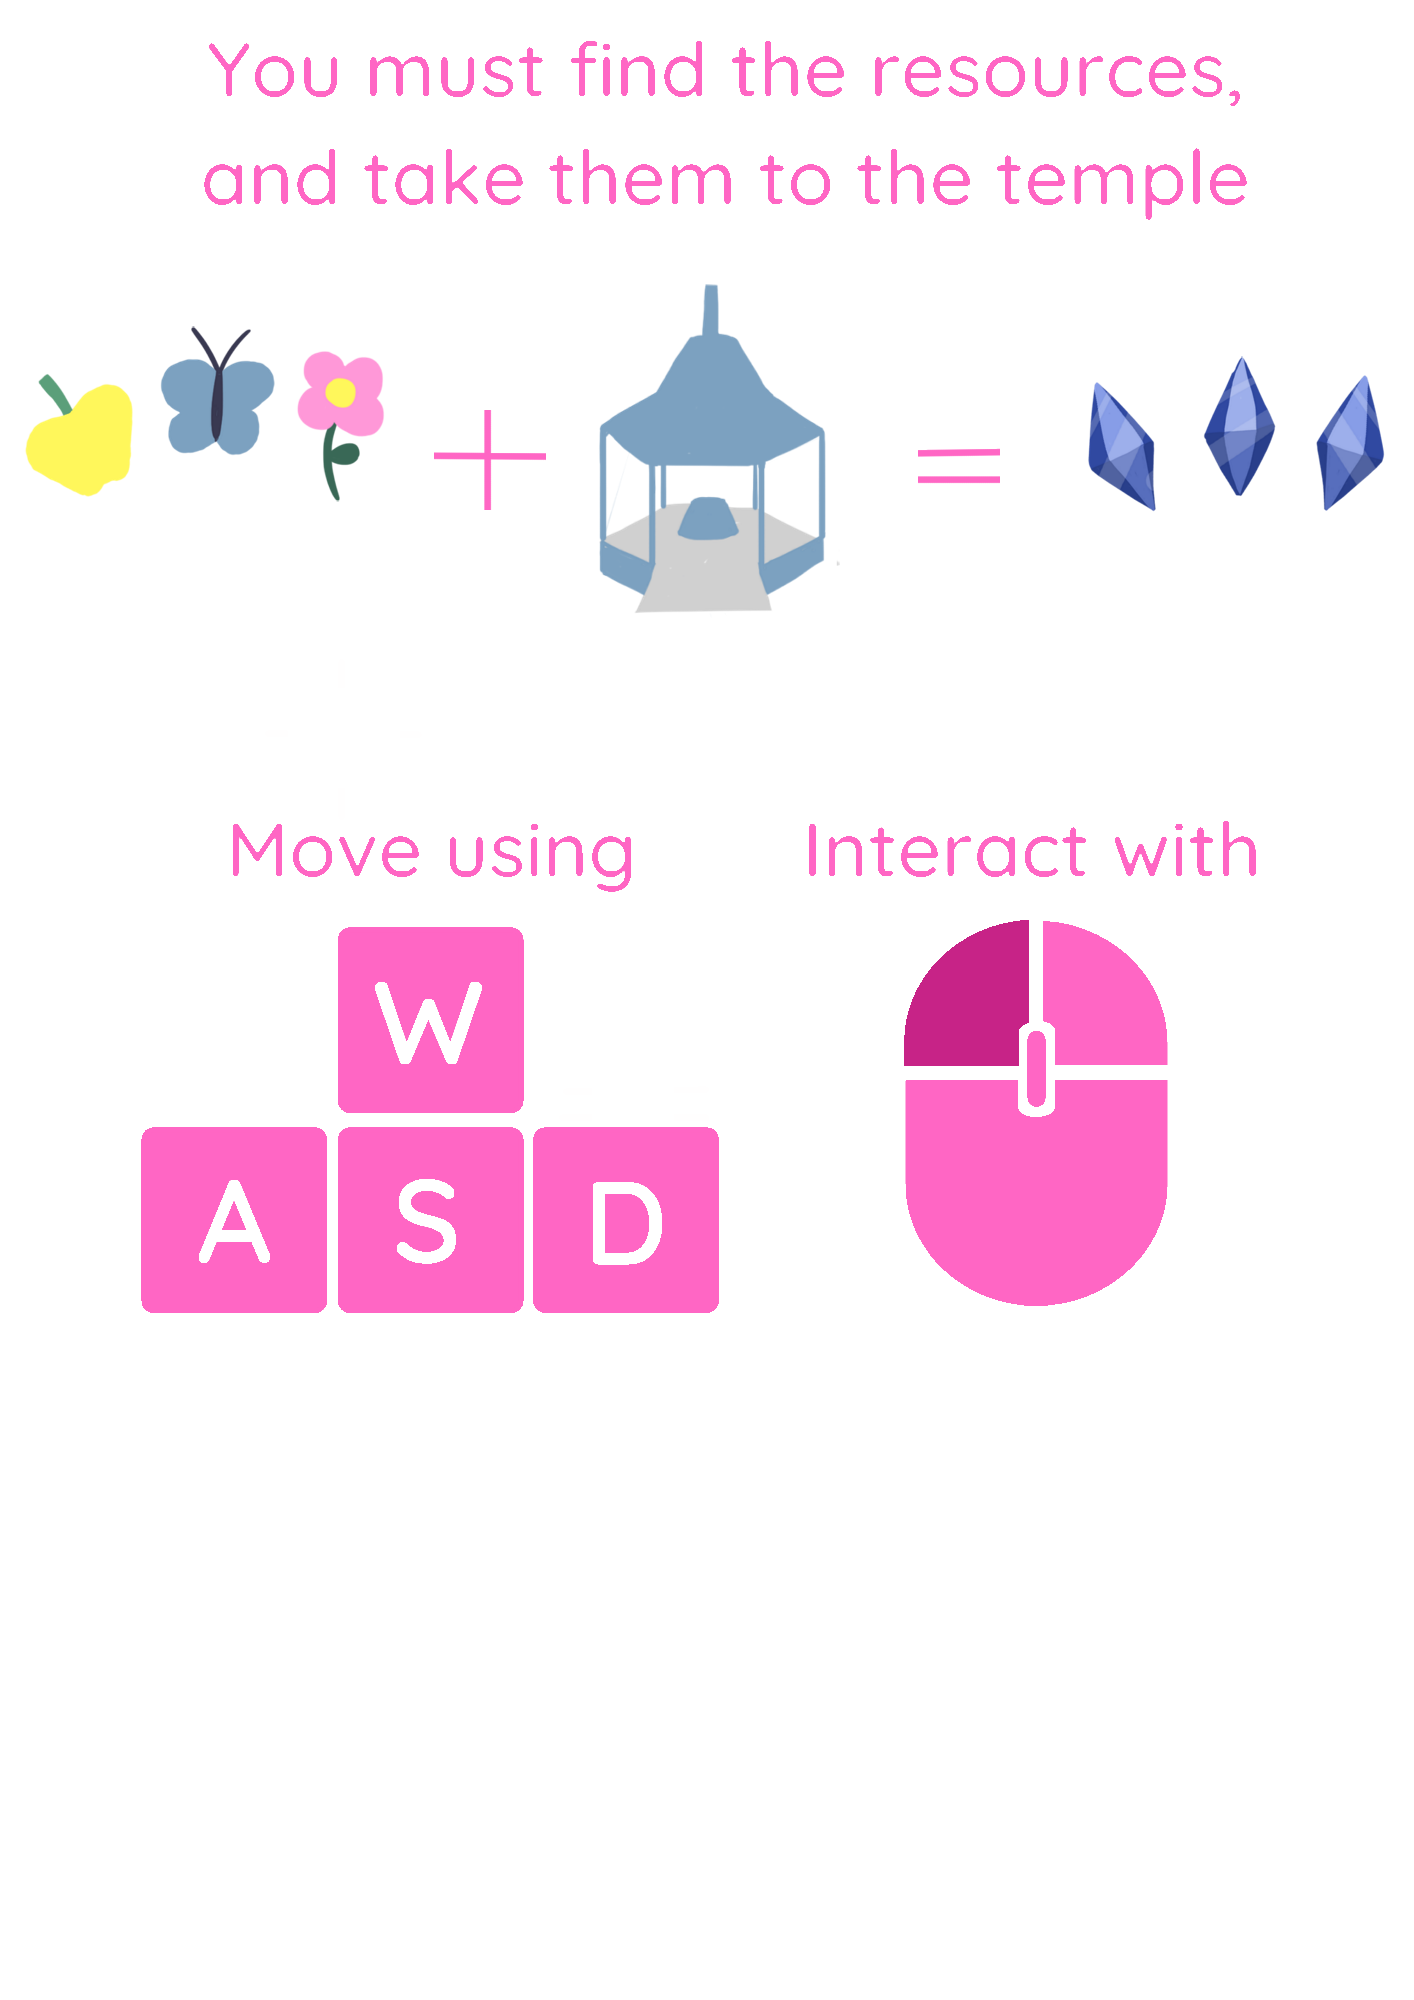 You must find the resources,
and take them to the temple
Move using
Interact with
W
A S D